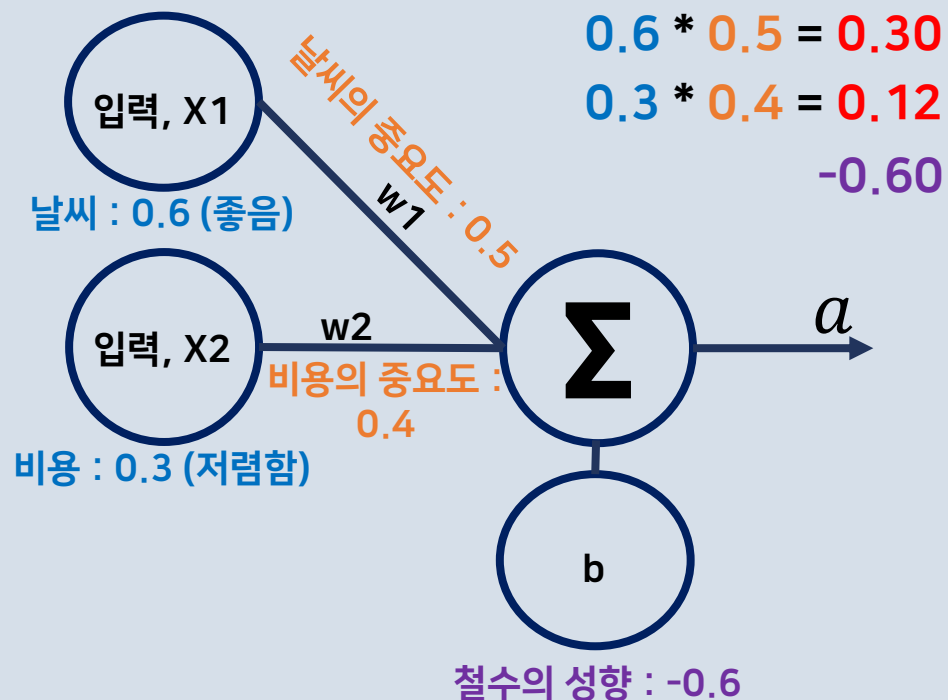 0.6 * 0.5 = 0.30
0.3 * 0.4 = 0.12
-0.60
입력, X1
날씨의 중요도 : 0.5
w1
날씨 : 0.6 (좋음)
입력, X2
w2
비용의 중요도 :
0.4
비용 : 0.3 (저렴함)
Σ
a
b
철수의 성향 : -0.6